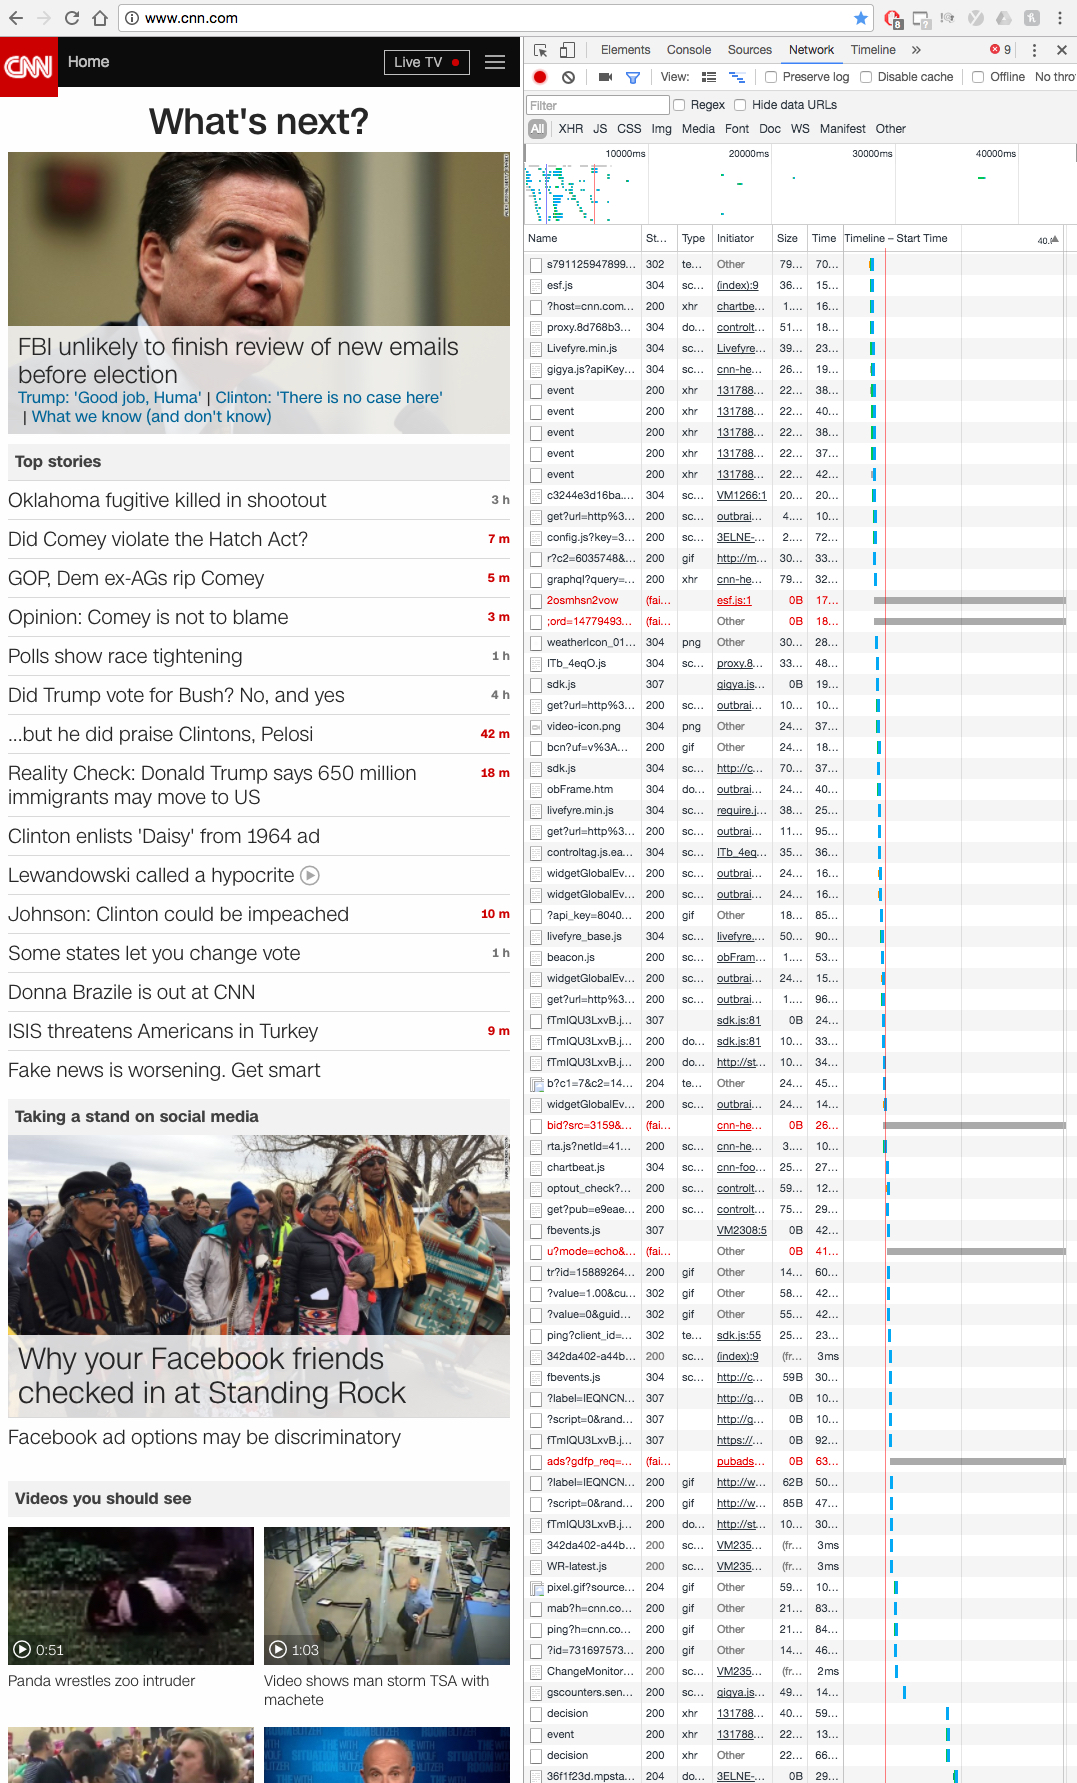 www.cnn.com
8
?
CNN
Home
Live TV
What's next?
FBI unlikely to finish review of new emails
before election
Trump: 'Good job, Huma' | Clinton: 'There is no case here'
| What we know (and don't know)
Top stories
Oklahoma fugitive killed in shootout 3 h
Did Comey violate the Hatch Act? 7 m
GOP, Dem ex-AGs rip Comey 5 m
Opinion: Comey is not to blame 3 m
Polls show race tightening 1 h
Did Trump vote for Bush? No, and yes 4 h
...but he did praise Clintons, Pelosi 42 m
Reality Check: Donald Trump says 650 million 18 m
immigrants may move to US
Clinton enlists 'Daisy' from 1964 ad
Lewandowski called a hypocrite
Johnson: Clinton could be impeached 10 m
Some states let you change vote 1 h
Donna Brazile is out at CNN
ISIS threatens Americans in Turkey 9 m
Fake news is worsening. Get smart
Taking a stand on social media
Why your Facebook friends
checked in at Standing Rock
Facebook ad options may be discriminatory
Videos you should see
0:51
1:03
Panda wrestles zoo intruder
Video shows man storm TSA with
machete
Elements Console Sources Network Timeline » 9
View: Preserve log Disable cache Offline No thro
Filter Regex Hide data URLs
All XHR JS CSS Img Media Font Doc WS Manifest Other
10000ms 20000ms 30000ms 40000ms
Name St... Type Initiator Size Time Timeline – Start Time 40.
s791125947899... 302 te... Other 79... 70...
esf.js 304 sc... (index):9 36... 15...
?host=cnn.com... 200 xhr chartbe... 1.... 16...
proxy.8d768b3... 304 do... controlt... 51... 18...
Livefyre.min.js 304 sc... Livefyre... 39... 23...
gigya.js?apiKey... 304 sc... cnn-he... 26... 19...
event 200 xhr 131788... 22... 38...
event 200 xhr 131788... 22... 40...
event 200 xhr 131788... 22... 38...
event 200 xhr 131788... 22... 37...
event 200 xhr 131788... 22... 42...
c3244e3d16ba.... 304 sc... VM1266:1 20... 20...
get?url=http%3... 200 sc... outbrai... 4.... 10...
config.js?key=3... 200 sc... 3ELNE-... 2.... 72...
r?c2=6035748&... 200 gif http://m... 30... 33...
graphql?query=... 200 xhr cnn-he... 79... 32...
2osmhsn2vow (fai... esf.js:1 0B 17...
;ord=14779493... (fai... Other 0B 18...
weatherIcon_01... 304 png Other 30... 28...
ITb_4eqO.js 304 sc... proxy.8... 33... 48...
sdk.js 307 gigya.js... 0B 19...
get?url=http%3... 200 sc... outbrai... 10... 10...
video-icon.png 304 png Other 24... 37...
bcn?uf=v%3A... 200 gif Other 24... 18...
sdk.js 304 sc... http://c... 70... 37...
obFrame.htm 304 do... outbrai... 24... 40...
livefyre.min.js 304 sc... require.j... 38... 25...
get?url=http%3... 200 sc... outbrai... 11... 95...
controltag.js.ea... 304 sc... ITb_4eq... 35... 36...
widgetGlobalEv... 200 sc... outbrai... 24... 16...
widgetGlobalEv... 200 sc... outbrai... 24... 16...
?api_key=8040... 200 gif Other 18... 85...
livefyre_base.js 304 sc... livefyre.... 50... 90...
beacon.js 200 sc... obFram... 1.... 53...
widgetGlobalEv... 200 sc... outbrai... 24... 15...
get?url=http%3... 200 sc... outbrai... 1.... 96...
fTmIQU3LxvB.j... 307 sdk.js:81 0B 24...
fTmIQU3LxvB.j... 200 do... sdk.js:81 10... 33...
fTmIQU3LxvB.j... 200 do... http://st... 10... 34...
b?c1=7&c2=14... 204 te... Other 24... 45...
widgetGlobalEv... 200 sc... outbrai... 24... 14...
bid?src=3159&... (fai... cnn-he... 0B 26...
rta.js?netId=41... 200 sc... cnn-he... 3.... 10...
chartbeat.js 304 sc... cnn-foo... 25... 27...
optout_check?... 200 sc... controlt... 59... 12...
get?pub=e9eae... 200 sc... controlt... 75... 29...
fbevents.js 307 VM2308:5 0B 42...
u?mode=echo&... (fai... Other 0B 41...
tr?id=15889264... 200 gif Other 14... 60...
?value=1.00&cu... 302 gif Other 58... 42...
?value=0&guid... 302 gif Other 55... 42...
ping?client_id=... 302 te... sdk.js:55 25... 23...
342da402-a44b... 200 sc... (index):9 (fr... 3ms
fbevents.js 304 sc... http://c... 59B 30...
?label=IEQNCN... 307 http://g... 0B 10...
?script=0&rand... 307 http://g... 0B 10...
fTmIQU3LxvB.j... 307 https://... 0B 92...
ads?gdfp_req=... (fai... pubads... 0B 63...
?label=IEQNCN... 200 gif http://w... 62B 50...
?script=0&rand... 200 gif http://w... 85B 47...
fTmIQU3LxvB.j... 200 do... http://st... 10... 30...
342da402-a44b... 200 sc... VM235... (fr... 3ms
WR-latest.js 200 sc... VM235... (fr... 3ms
pixel.gif?source... 204 gif Other 59... 10...
mab?h=cnn.co... 200 gif Other 21... 83...
ping?h=cnn.co... 200 gif Other 21... 84...
?id=731697573... 200 gif Other 14... 46...
ChangeMonitor... 200 sc... VM235... (fr... 2ms
gscounters.sen... 200 sc... gigya.js... 49... 14...
decision 200 xhr 131788... 40... 59...
event 200 xhr 131788... 22... 13...
decision 200 xhr Other 22... 66...
36f1f23d.mpsta... 204 do... 3ELNE-... 0B 29...